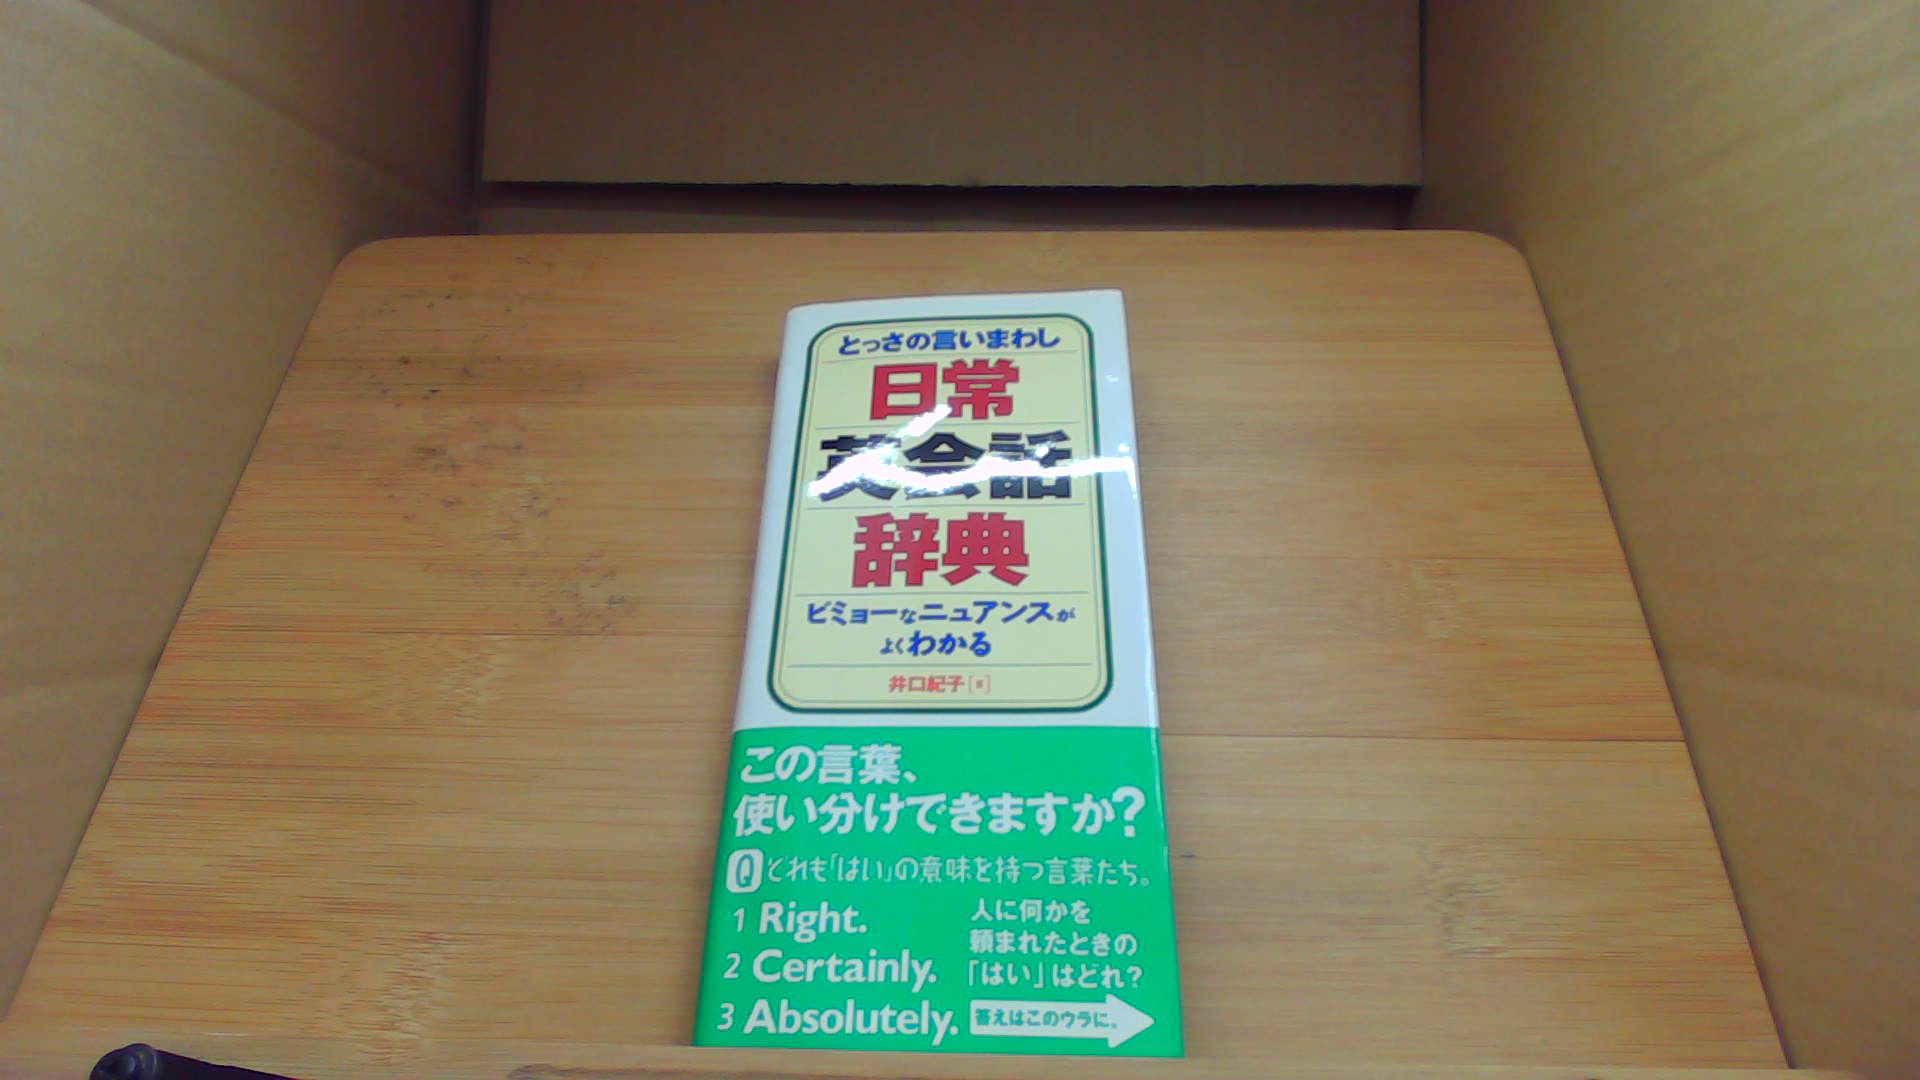 とっさの言いまわし
日常
英会話
辞典
ビミョーなニュアンスが
よくわかる
井口紀子
この言葉、
使い分けできますか?
Q どれも「はい」の意味を持つ言葉たち。
1 Right.
2 Certainly.
3 Absolutely.
人に何かを
頼まれたときの
「はい」はどれ?
答えはこのウラに。